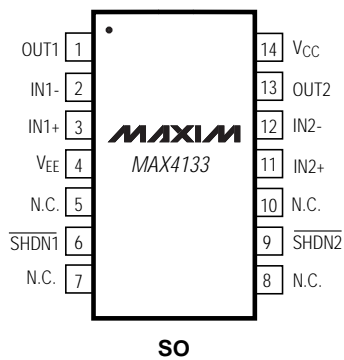 OUT1 1 14 VCC
IN1- 2 13 OUT2
IN1+ 3 12 IN2-
VEE 4 11 IN2+
MAXIM
MAX4133
N.C. 5 10 N.C.
SHDN1 6 9 SHDN2
N.C. 7 8 N.C.
SO